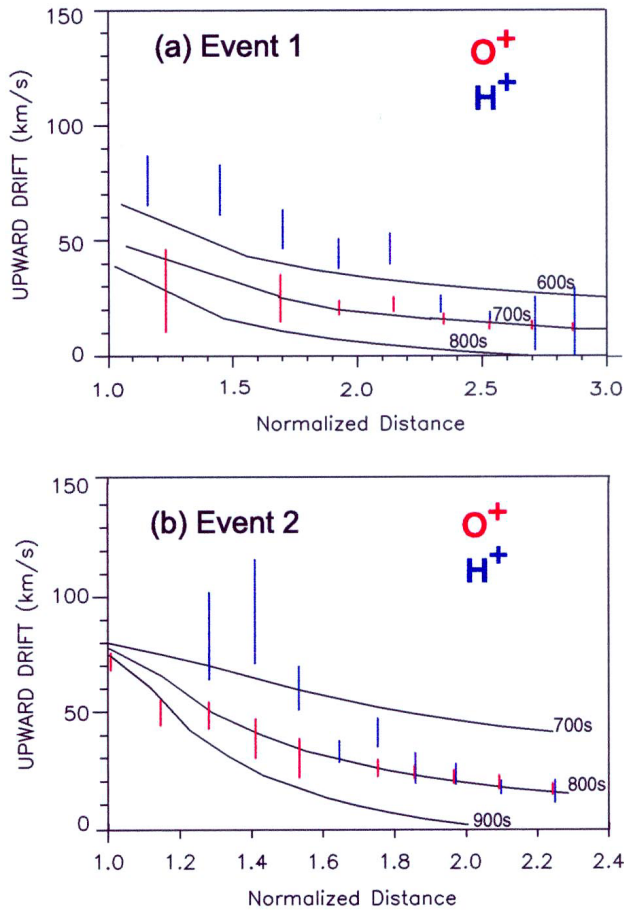 150
(a) Event 1
O+
H+
100
50
0
UPWARD DRIFT (km/s)
600s
700s
800s
1.0 1.5 2.0 2.5 3.0
Normalized Distance
150
(b) Event 2
O+
H+
100
50
0
UPWARD DRIFT (km/s)
700s
800s
900s
1.0 1.2 1.4 1.6 1.8 2.0 2.2 2.4
Normalized Distance